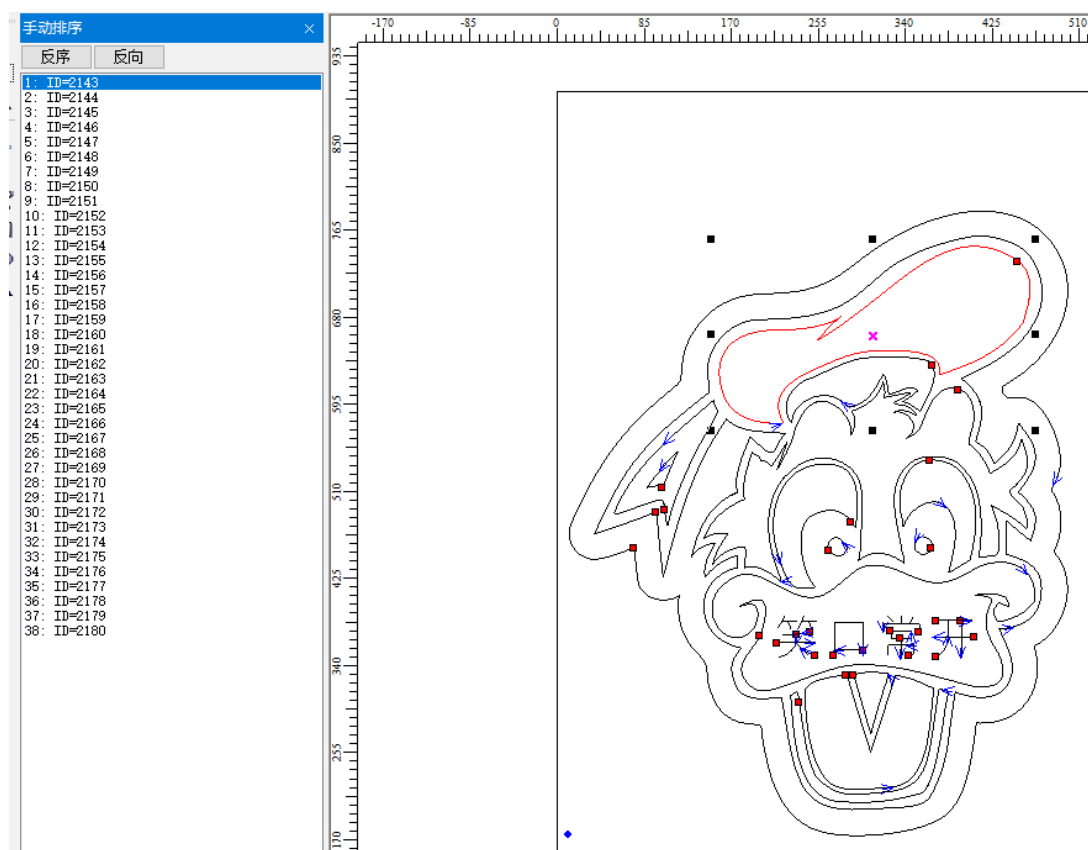 手动排序
反序 反向
1: ID=2143
2: ID=2144
3: ID=2145
4: ID=2146
5: ID=2147
6: ID=2148
7: ID=2149
8: ID=2150
9: ID=2151
10: ID=2152
11: ID=2153
12: ID=2154
13: ID=2155
14: ID=2156
15: ID=2157
16: ID=2158
17: ID=2159
18: ID=2160
19: ID=2161
20: ID=2162
21: ID=2163
22: ID=2164
23: ID=2165
24: ID=2166
25: ID=2167
26: ID=2168
27: ID=2169
28: ID=2170
29: ID=2171
30: ID=2172
31: ID=2173
32: ID=2174
33: ID=2175
34: ID=2176
35: ID=2177
36: ID=2178
37: ID=2179
38: ID=2180
-170 -85 0 85 170 255 340 425 510
935
850
765
680
595
510
425
340
255
170
笑口常开